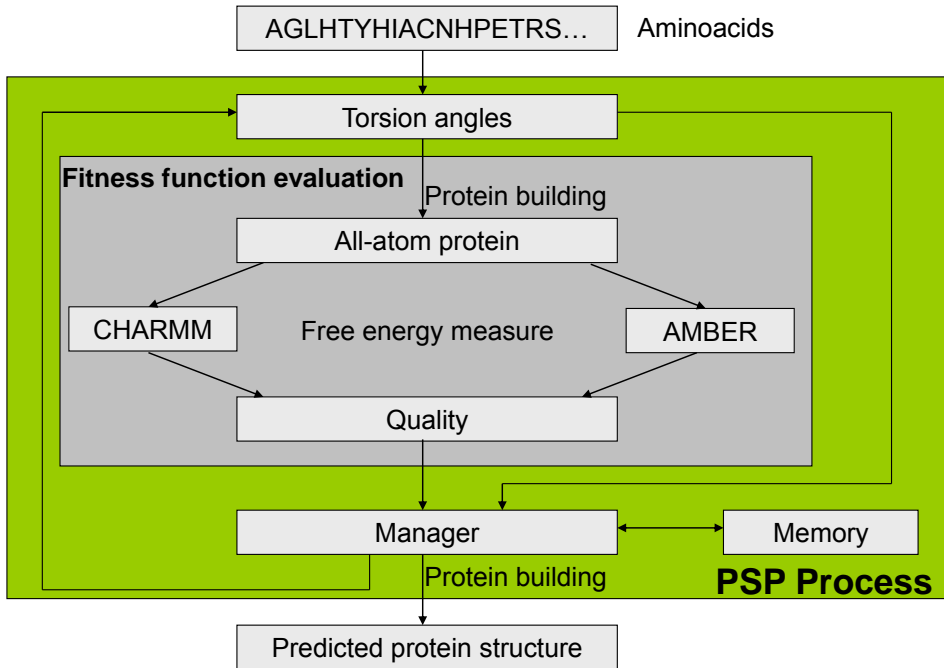 AGLHTYHIACNHPETRS…
Aminoacids
Torsion angles
Fitness function evaluation
Protein building
All-atom protein
CHARMM
Free energy measure
AMBER
Quality
Manager
Memory
Protein building
PSP Process
Predicted protein structure